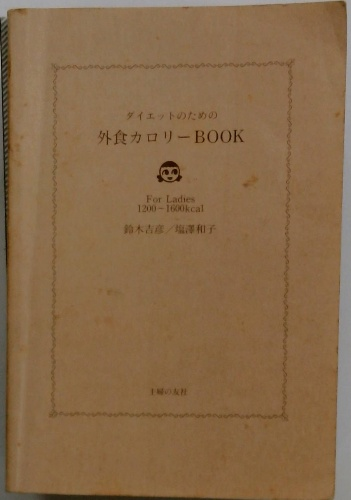 ダイエットのための
外食カロリーBOOK
For Ladies
1200~1600kcal
鈴木吉彦/塩澤和子
主婦の友社